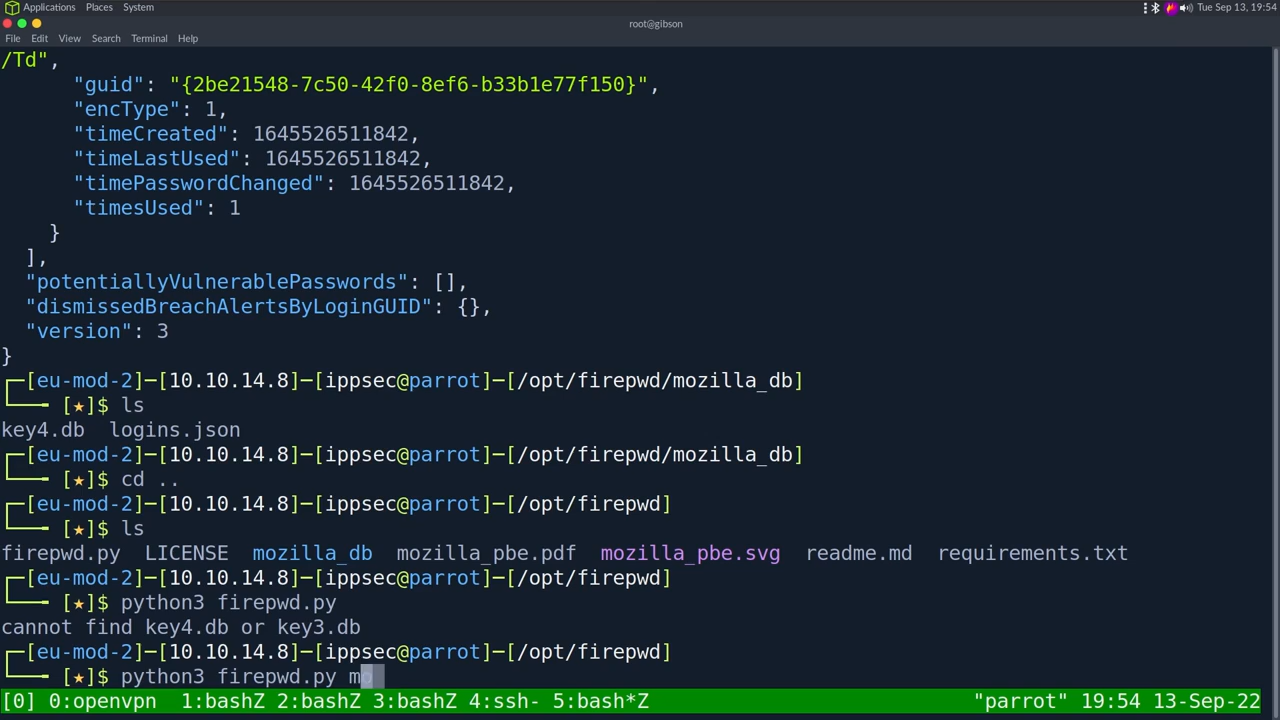 Applications Places System Tue Sep 13, 19:54
root@gibson
File Edit View Search Terminal Help
/Td",
"guid": "{2be21548-7c50-42f0-8ef6-b33b1e77f150}",
"encType": 1,
"timeCreated": 1645526511842,
"timeLastUsed": 1645526511842,
"timePasswordChanged": 1645526511842,
"timesUsed": 1
}
],
"potentiallyVulnerablePasswords": [],
"dismissedBreachAlertsByLoginGUID": {},
"version": 3
}
┌─[eu-mod-2]─[10.10.14.8]─[ippsec@parrot]─[/opt/firepwd/mozilla_db]
└── [★]$ ls
key4.db logins.json
┌─[eu-mod-2]─[10.10.14.8]─[ippsec@parrot]─[/opt/firepwd/mozilla_db]
└── [★]$ cd ..
┌─[eu-mod-2]─[10.10.14.8]─[ippsec@parrot]─[/opt/firepwd]
└── [★]$ ls
firepwd.py LICENSE mozilla_db mozilla_pbe.pdf mozilla_pbe.svg readme.md requirements.txt
┌─[eu-mod-2]─[10.10.14.8]─[ippsec@parrot]─[/opt/firepwd]
└── [★]$ python3 firepwd.py
cannot find key4.db or key3.db
┌─[eu-mod-2]─[10.10.14.8]─[ippsec@parrot]─[/opt/firepwd]
└── [★]$ python3 firepwd.py mo
[0] 0:openvpn 1:bashZ 2:bashZ 3:bashZ 4:ssh- 5:bash*Z "parrot" 19:54 13-Sep-22